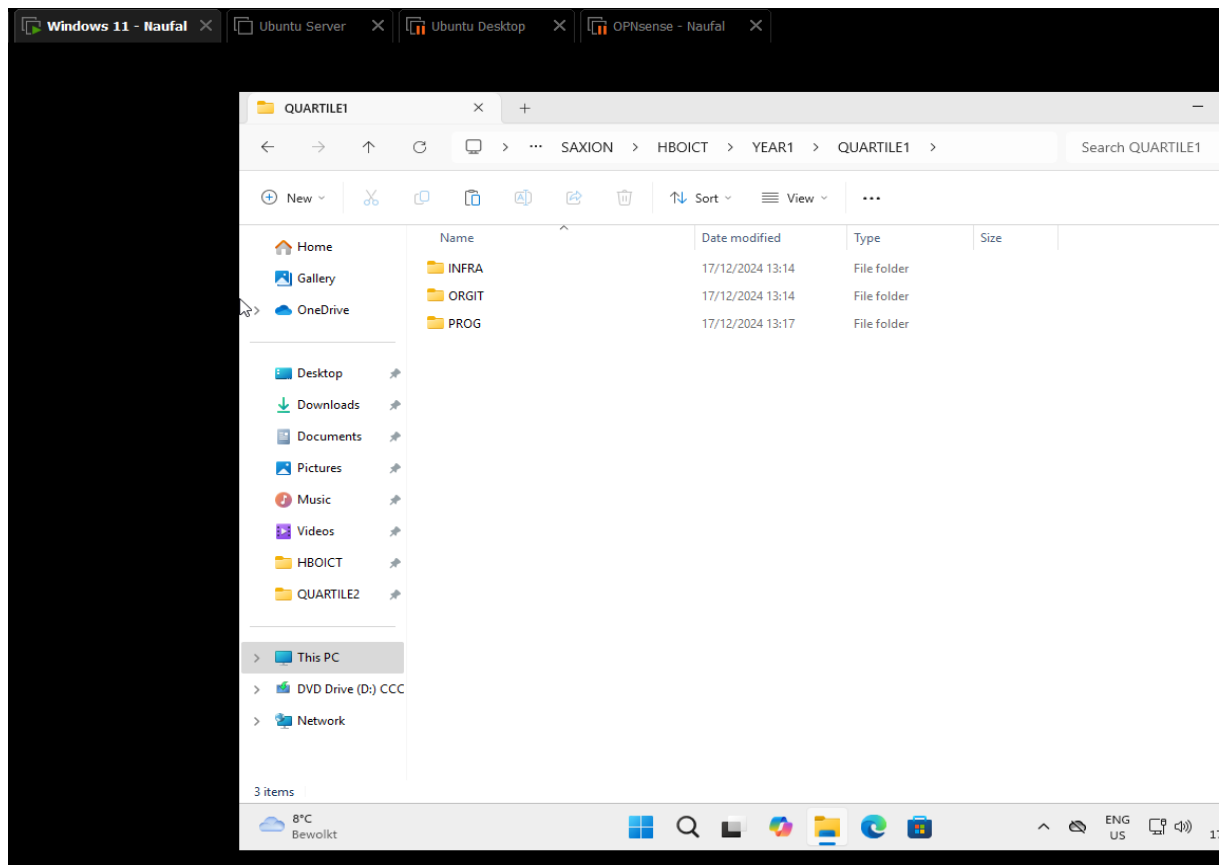 Windows 11 - Naufal Ubuntu Server Ubuntu Desktop OPNsense - Naufal
QUARTILE1
SAXION > HBOICT > YEAR1 > QUARTILE1 > Search QUARTILE1
New Sort View
Name Date modified Type Size
Home
Gallery
OneDrive
Desktop
Downloads
Documents
Pictures
Music
Videos
HBOICT
QUARTILE2
This PC
DVD Drive (D:) CCC
Network
INFRA 17/12/2024 13:14 File folder
ORGIT 17/12/2024 13:14 File folder
PROG 17/12/2024 13:17 File folder
3 items
8°C
Bewolkt
ENG
US
17